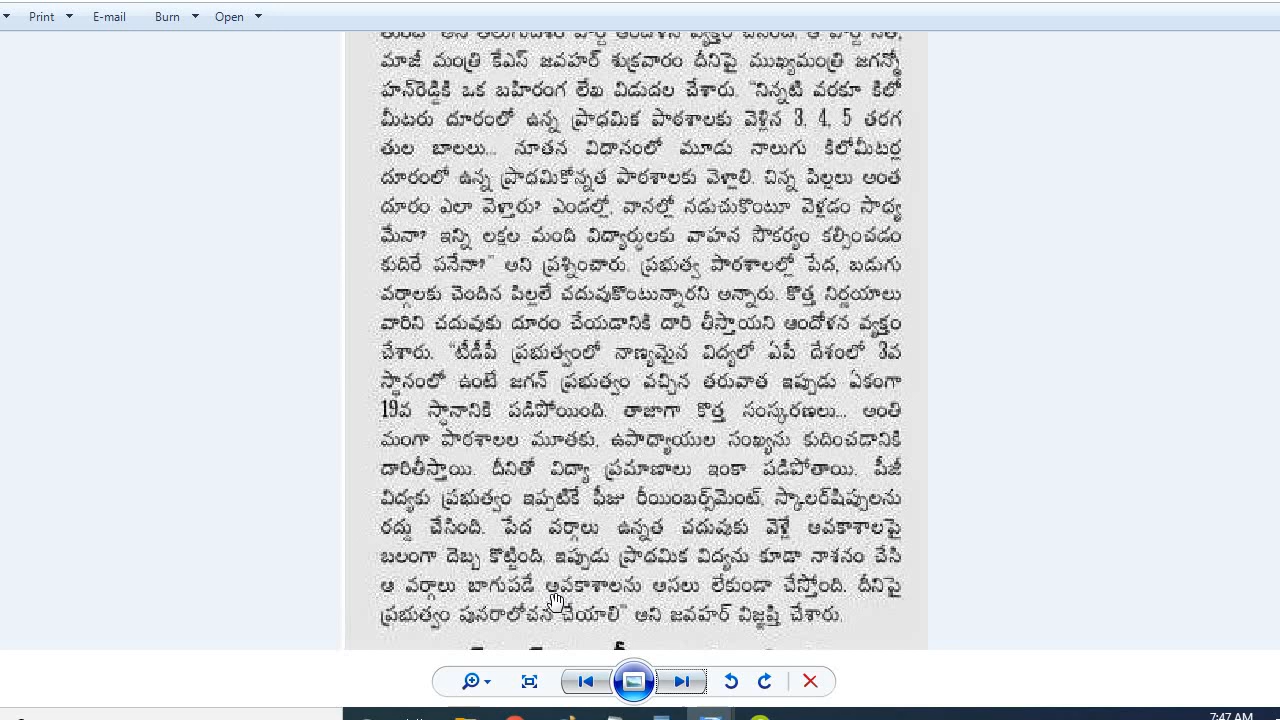 Print E-mail Burn Open
మాజీ మంత్రి కేఎస్ జవహర్ శుక్రవారం దీనిపై ముఖ్యమంత్రి జగన్మో
హన్‌రెడ్డికి ఒక బహిరంగ లేఖ విడుదల చేశారు. "నిన్నటి వరకూ కిలో
మీటరు దూరంలో ఉన్న ప్రాథమిక పాఠశాలకు వెళ్లిన 3, 4, 5 తరగ
తుల బాలలు... నూతన విధానంలో మూడు నాలుగు కిలోమీటర్ల
దూరంలో ఉన్న ప్రాథమికోన్నత పాఠశాలకు వెళ్లాలి. చిన్న పిల్లలు అంత
దూరం ఎలా వెళ్తారు? ఎండల్లో, వానల్లో నడుచుకొంటూ వెళ్లడం సాధ్య
మేనా? ఇన్ని లక్షల మంది విద్యార్థులకు వాహన సౌకర్యం కల్పించడం
కుదిరే పనేనా?" అని ప్రశ్నించారు. ప్రభుత్వ పాఠశాలల్లో పేద, బడుగు
వర్గాలకు చెందిన పిల్లలే చదువుకొంటున్నారని అన్నారు. కొత్త నిర్ణయాలు
వారిని చదువుకు దూరం చేయడానికి దారి తీస్తాయని ఆందోళన వ్యక్తం
చేశారు. "టీడీపీ ప్రభుత్వంలో నాణ్యమైన విద్యలో ఏపీ దేశంలో 3వ
స్థానంలో ఉంటే జగన్ ప్రభుత్వం వచ్చిన తరువాత ఇప్పుడు ఏకంగా
19వ స్థానానికి పడిపోయింది. తాజాగా కొత్త సంస్కరణలు... అంతి
మంగా పాఠశాలల మూతకు, ఉపాధ్యాయుల సంఖ్యను కుదించడానికి
దారితీస్తాయి. దీనితో విద్యా ప్రమాణాలు ఇంకా పడిపోతాయి. పీజీ
విద్యకు ప్రభుత్వం ఇప్పటికే ఫీజు రీయింబర్స్‌మెంట్, స్కాలర్‌షిప్పులను
రద్దు చేసింది. పేద వర్గాలు ఉన్నత చదువుకు వెళ్లే అవకాశాలపై
బలంగా దెబ్బ కొట్టింది. ఇప్పుడు ప్రాథమిక విద్యను కూడా నాశనం చేసి
ఆ వర్గాలు బాగుపడే అవకాశాలను అసలు లేకుండా చేస్తోంది. దీనిపై
ప్రభుత్వం పునరాలోచన చేయాలి" అని జవహర్ విజ్ఞప్తి చేశారు.
7:47 AM